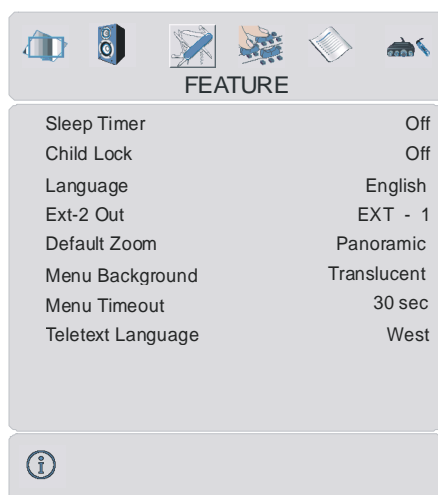 FEATURE
Sleep Timer Off
Child Lock Off
Language English
Ext-2 Out EXT - 1
Default Zoom Panoramic
Menu Background Translucent
Menu Timeout 30 sec
Teletext Language West